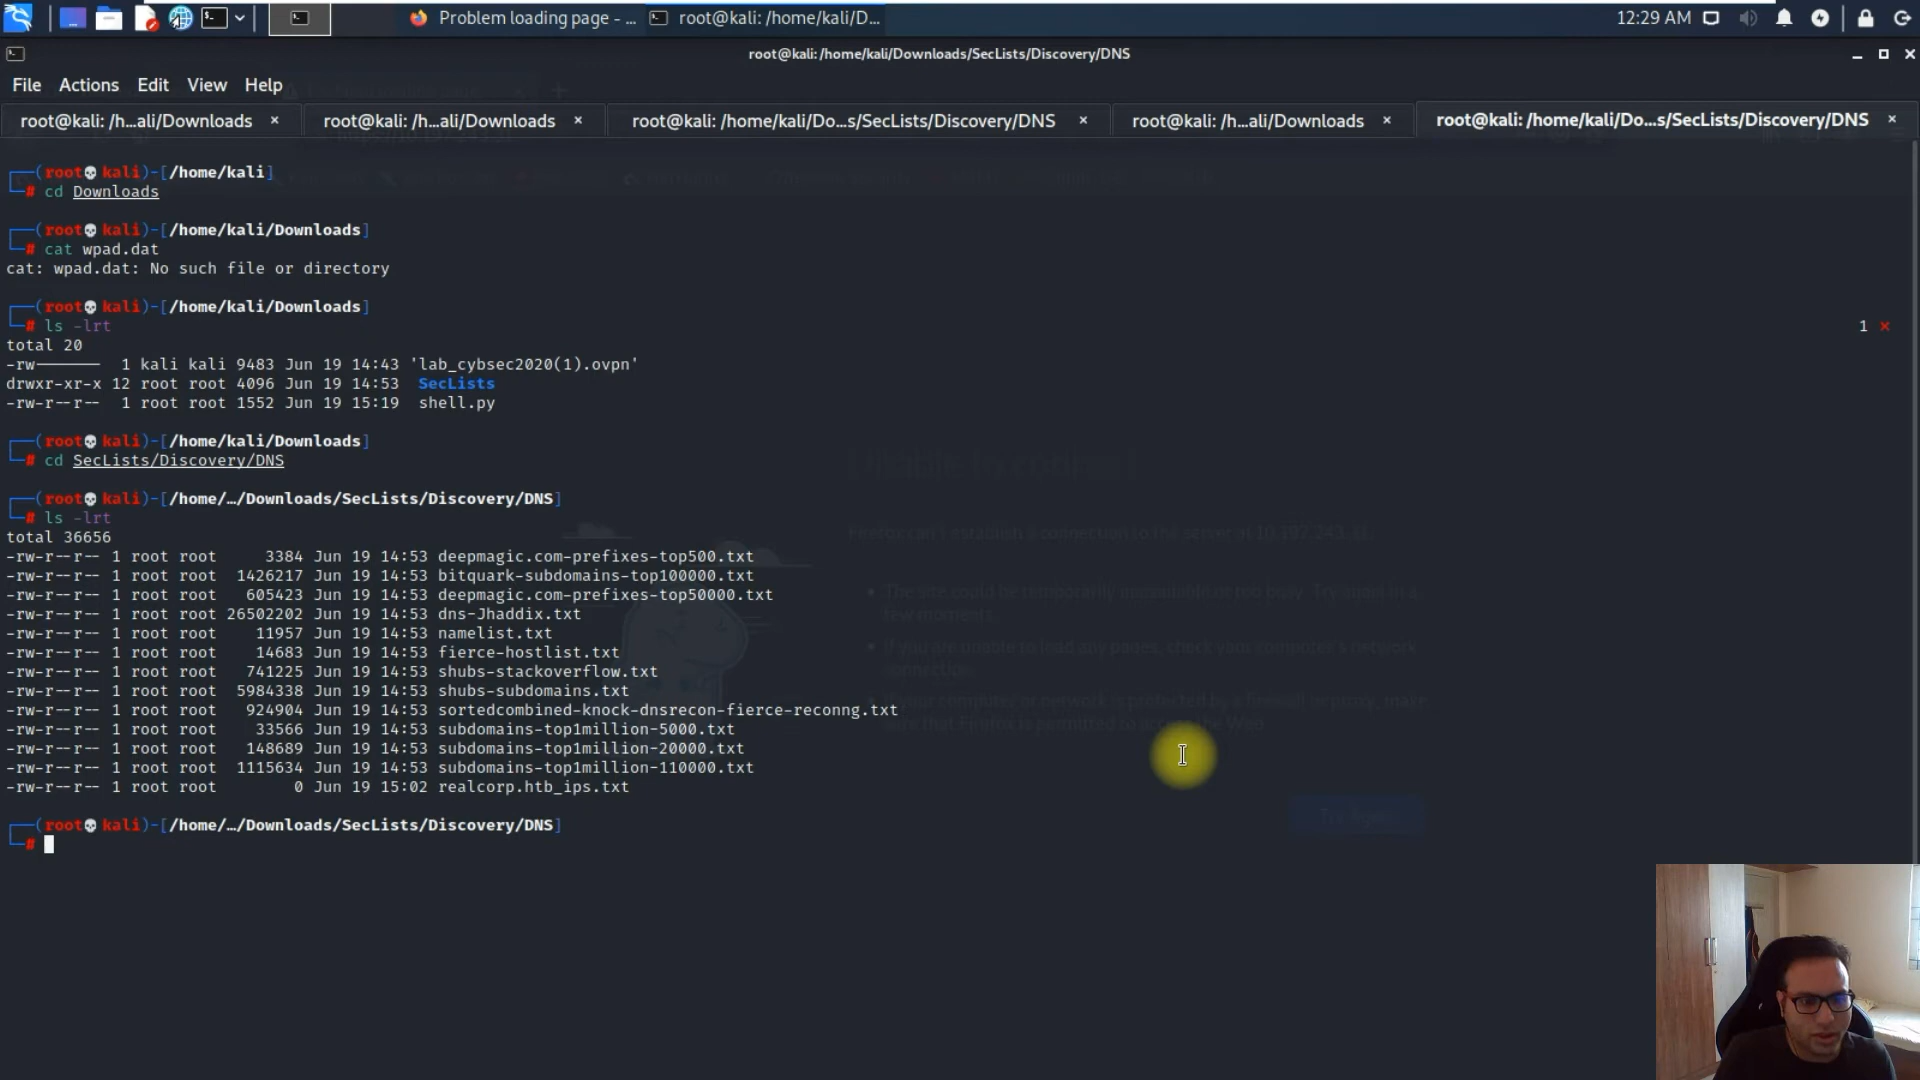 Problem loading page - ...
root@kali: /home/kali/D...
12:29 AM
root@kali: /home/kali/Downloads/SecLists/Discovery/DNS
File Actions Edit View Help
root@kali: /h...ali/Downloads ×
root@kali: /h...ali/Downloads ×
root@kali: /home/kali/Do...s/SecLists/Discovery/DNS ×
root@kali: /h...ali/Downloads ×
root@kali: /home/kali/Do...s/SecLists/Discovery/DNS ×
┌──(root💀kali)-[/home/kali]
└─# cd Downloads
┌──(root💀kali)-[/home/kali/Downloads]
└─# cat wpad.dat
cat: wpad.dat: No such file or directory
┌──(root💀kali)-[/home/kali/Downloads]
└─# ls -lrt 1 ×
total 20
-rw------- 1 kali kali 9483 Jun 19 14:43 'lab_cybsec2020(1).ovpn'
drwxr-xr-x 12 root root 4096 Jun 19 14:53 SecLists
-rw-r--r-- 1 root root 1552 Jun 19 15:19 shell.py
┌──(root💀kali)-[/home/kali/Downloads]
└─# cd SecLists/Discovery/DNS
┌──(root💀kali)-[/home/…/Downloads/SecLists/Discovery/DNS]
└─# ls -lrt
total 36656
-rw-r--r-- 1 root root 3384 Jun 19 14:53 deepmagic.com-prefixes-top500.txt
-rw-r--r-- 1 root root 1426217 Jun 19 14:53 bitquark-subdomains-top100000.txt
-rw-r--r-- 1 root root 605423 Jun 19 14:53 deepmagic.com-prefixes-top50000.txt
-rw-r--r-- 1 root root 26502202 Jun 19 14:53 dns-Jhaddix.txt
-rw-r--r-- 1 root root 11957 Jun 19 14:53 namelist.txt
-rw-r--r-- 1 root root 14683 Jun 19 14:53 fierce-hostlist.txt
-rw-r--r-- 1 root root 741225 Jun 19 14:53 shubs-stackoverflow.txt
-rw-r--r-- 1 root root 5984338 Jun 19 14:53 shubs-subdomains.txt
-rw-r--r-- 1 root root 924904 Jun 19 14:53 sortedcombined-knock-dnsrecon-fierce-reconng.txt
-rw-r--r-- 1 root root 33566 Jun 19 14:53 subdomains-top1million-5000.txt
-rw-r--r-- 1 root root 148689 Jun 19 14:53 subdomains-top1million-20000.txt
-rw-r--r-- 1 root root 1115634 Jun 19 14:53 subdomains-top1million-110000.txt
-rw-r--r-- 1 root root 0 Jun 19 15:02 realcorp.htb_ips.txt
┌──(root💀kali)-[/home/…/Downloads/SecLists/Discovery/DNS]
└─#